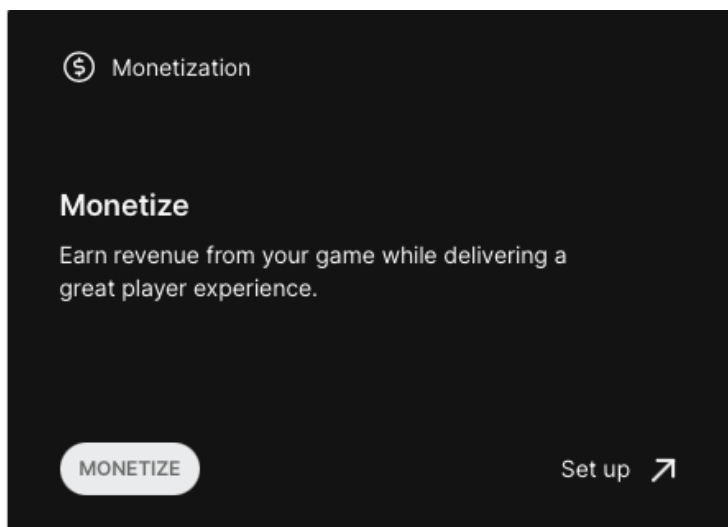 Monetization
Monetize
Earn revenue from your game while delivering a
great player experience.
MONETIZE
Set up